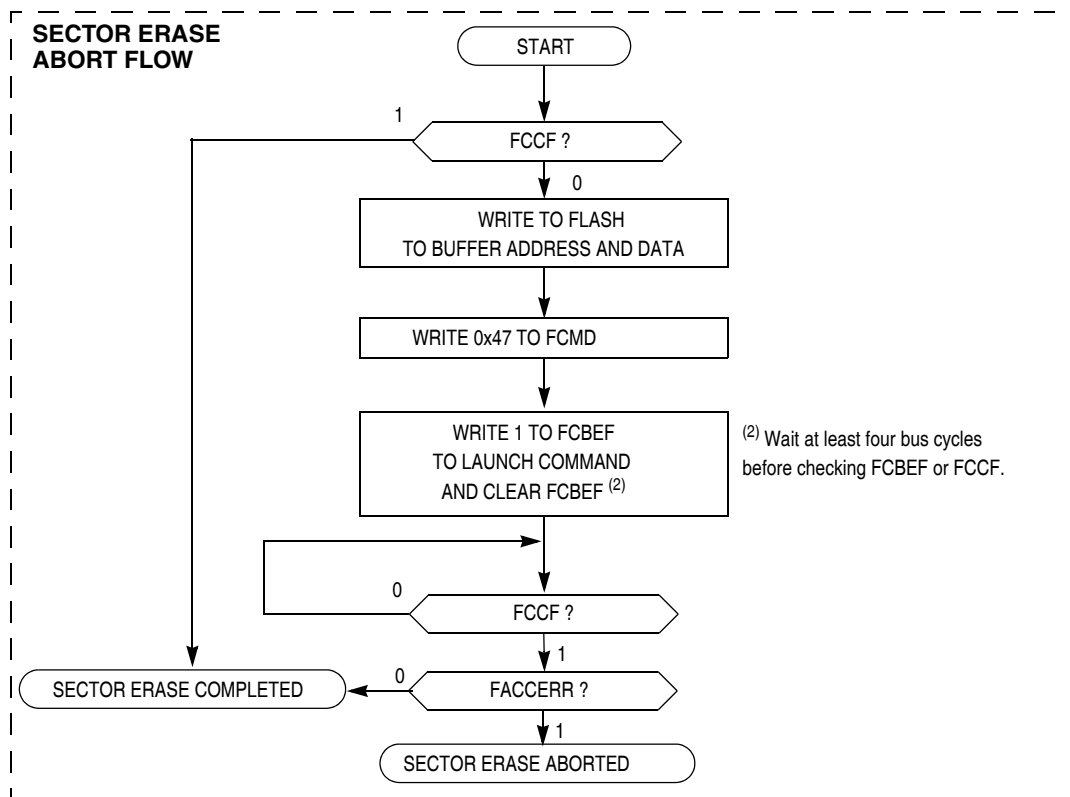 SECTOR ERASE
ABORT FLOW
START
1
FCCF ?
0
WRITE TO FLASH
TO BUFFER ADDRESS AND DATA
WRITE 0x47 TO FCMD
WRITE 1 TO FCBEF
TO LAUNCH COMMAND
AND CLEAR FCBEF (2)
(2) Wait at least four bus cycles
before checking FCBEF or FCCF.
0
FCCF ?
1
SECTOR ERASE COMPLETED
0
FACCERR ?
1
SECTOR ERASE ABORTED